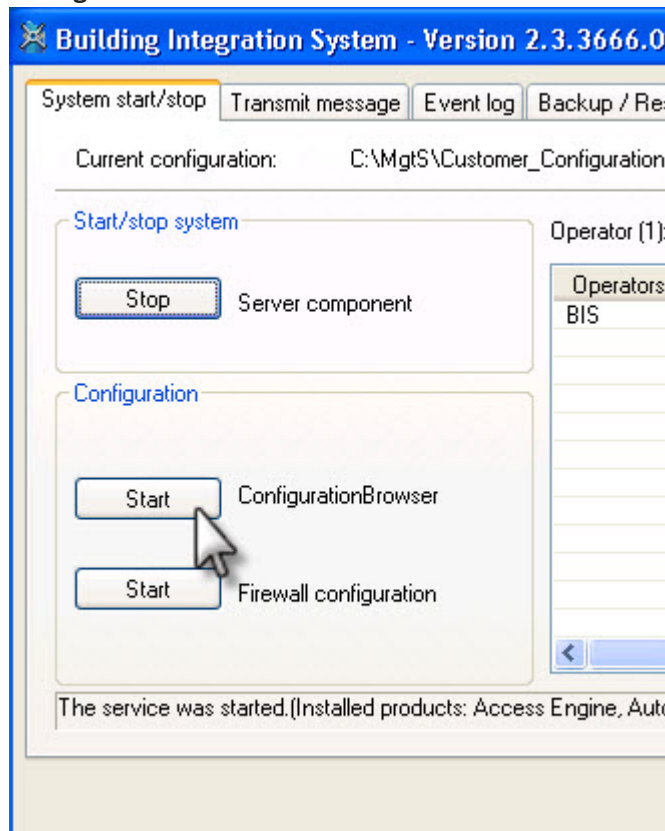 Building Integration System - Version 2.3.3666.0
System start/stop Transmit message Event log Backup / Re
Current configuration: C:\MgtS\Customer_Configuration
Start/stop system
Operator (1):
Operators
Stop Server component
BIS
Configuration
Start ConfigurationBrowser
Start Firewall configuration
The service was started.(Installed products: Access Engine, Auto